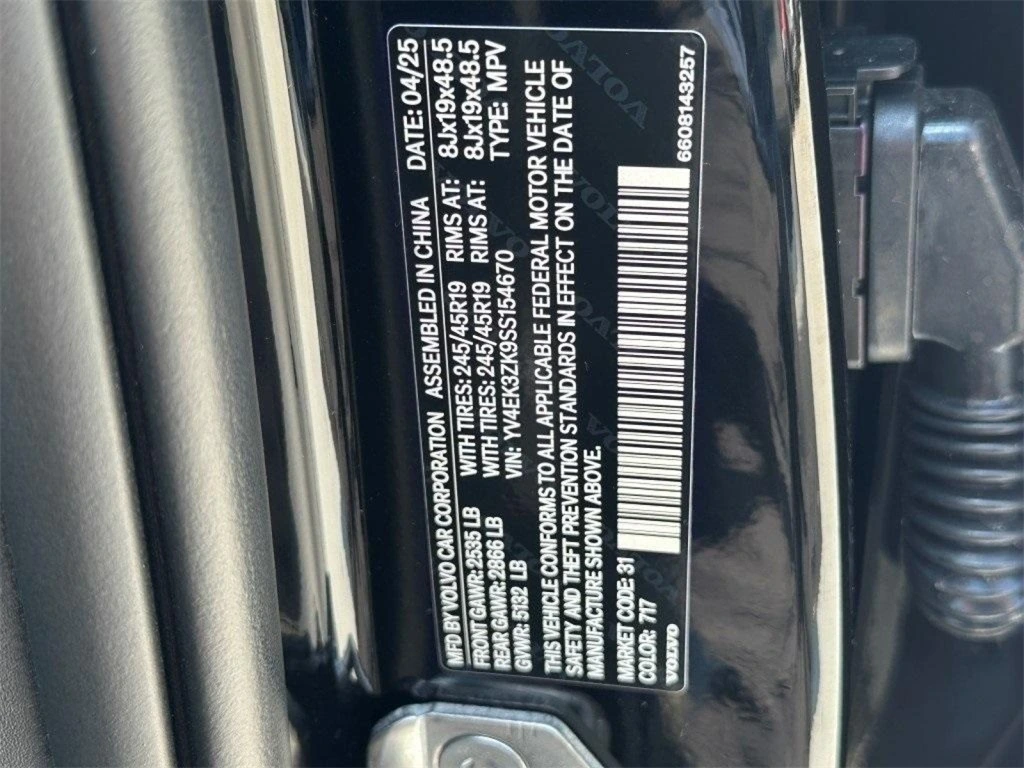 MFD BY VOLVO CAR CORPORATION ASSEMBLED IN CHINA DATE: 04/25
FRONT GAWR: 2535 LB WITH TIRES: 245/45R19 RIMS AT: 8Jx19x48.5
REAR GAWR: 2866 LB WITH TIRES: 245/45R19 RIMS AT: 8Jx19x48.5
GVWR: 5132 LB VIN: YV4EK3ZK9SS154670 TYPE: MPV
THIS VEHICLE CONFORMS TO ALL APPLICABLE FEDERAL MOTOR VEHICLE
SAFETY AND THEFT PREVENTION STANDARDS IN EFFECT ON THE DATE OF
MANUFACTURE SHOWN ABOVE.
MARKET CODE: 31
COLOR: 717
VOLVO
6608143257